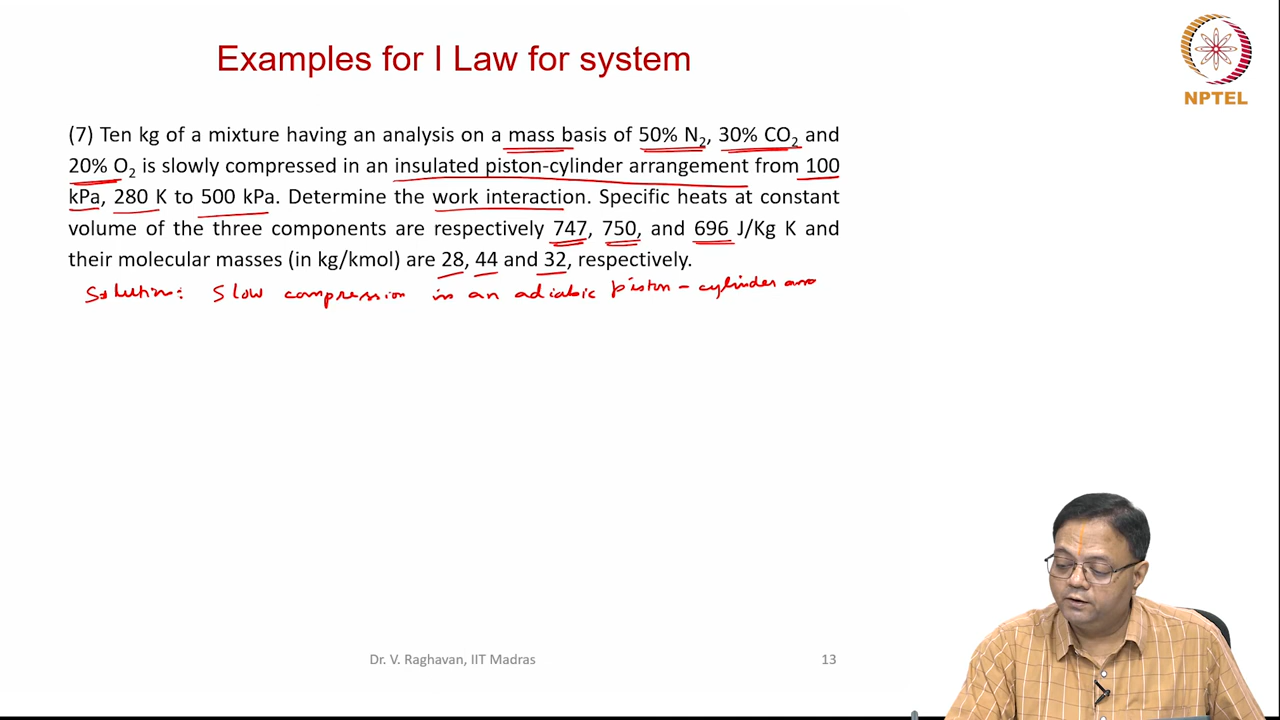 Examples for I Law for system
NPTEL
(7) Ten kg of a mixture having an analysis on a mass basis of 50% N₂, 30% CO₂ and
20% O₂ is slowly compressed in an insulated piston-cylinder arrangement from 100
kPa, 280 K to 500 kPa. Determine the work interaction. Specific heats at constant
volume of the three components are respectively 747, 750, and 696 J/Kg K and
their molecular masses (in kg/kmol) are 28, 44 and 32, respectively.
Solution: Slow compression in an adiabic piston - cylinder
Dr. V. Raghavan, IIT Madras
13